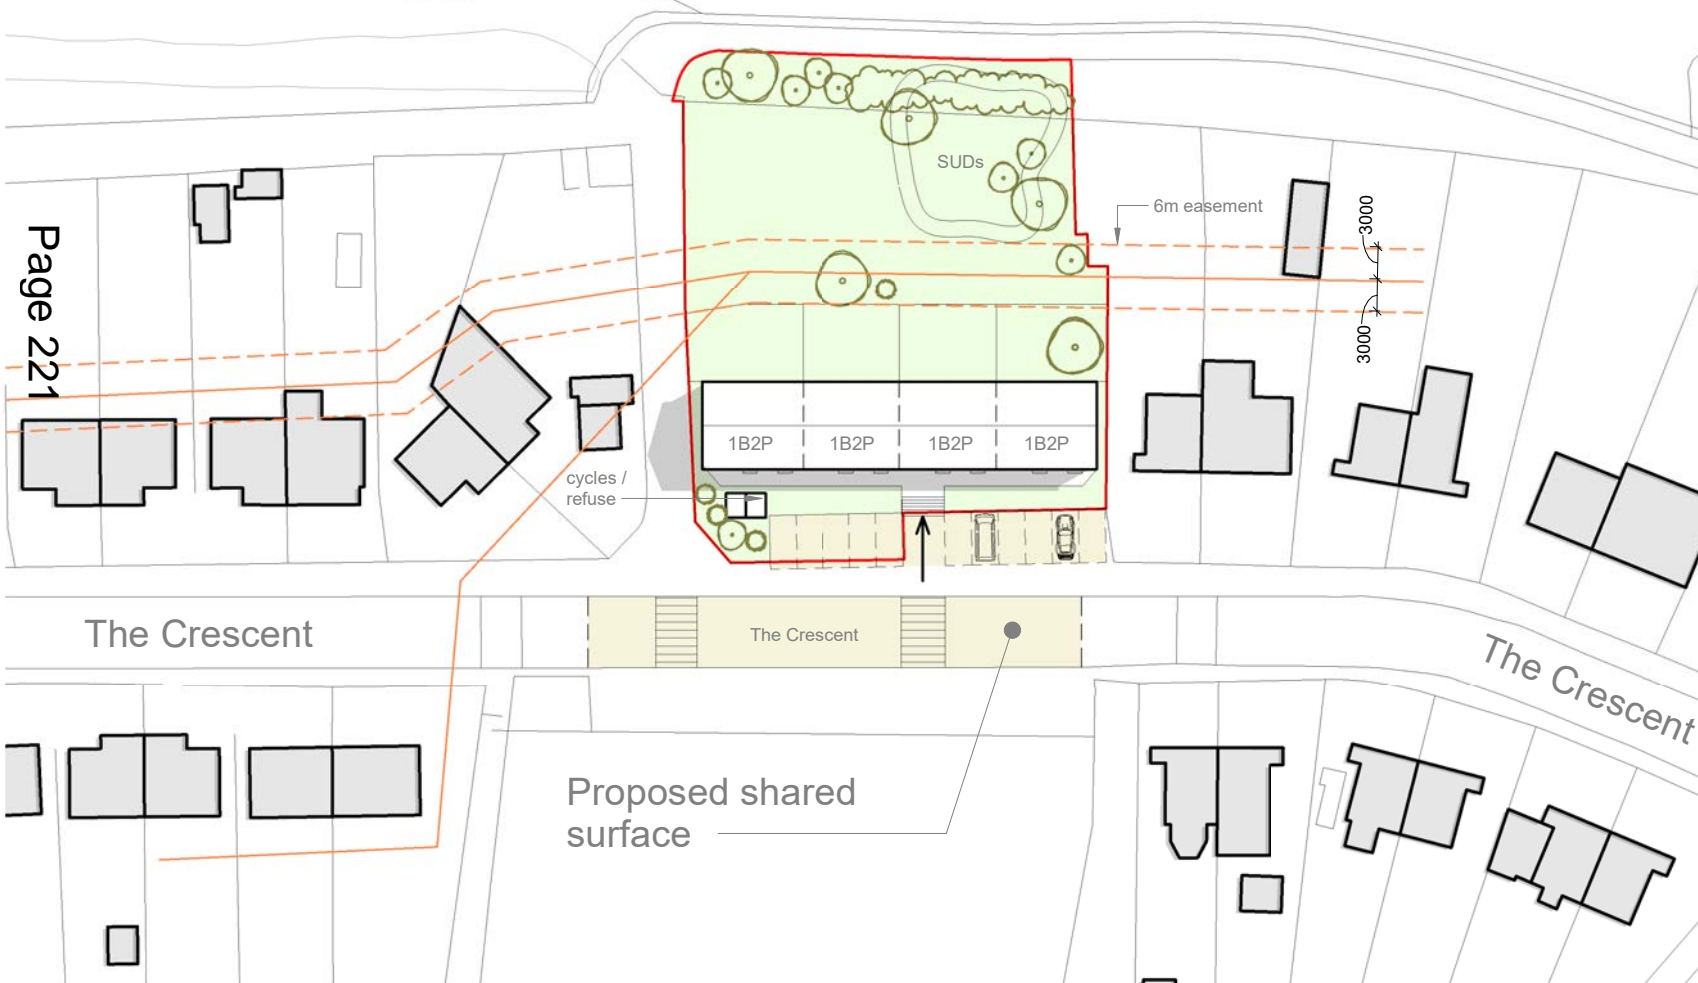 Page 221
SUDs
6m easement
3000
3000
1B2P
1B2P
1B2P
1B2P
cycles /
refuse
The Crescent
The Crescent
The Crescent
Proposed shared
surface